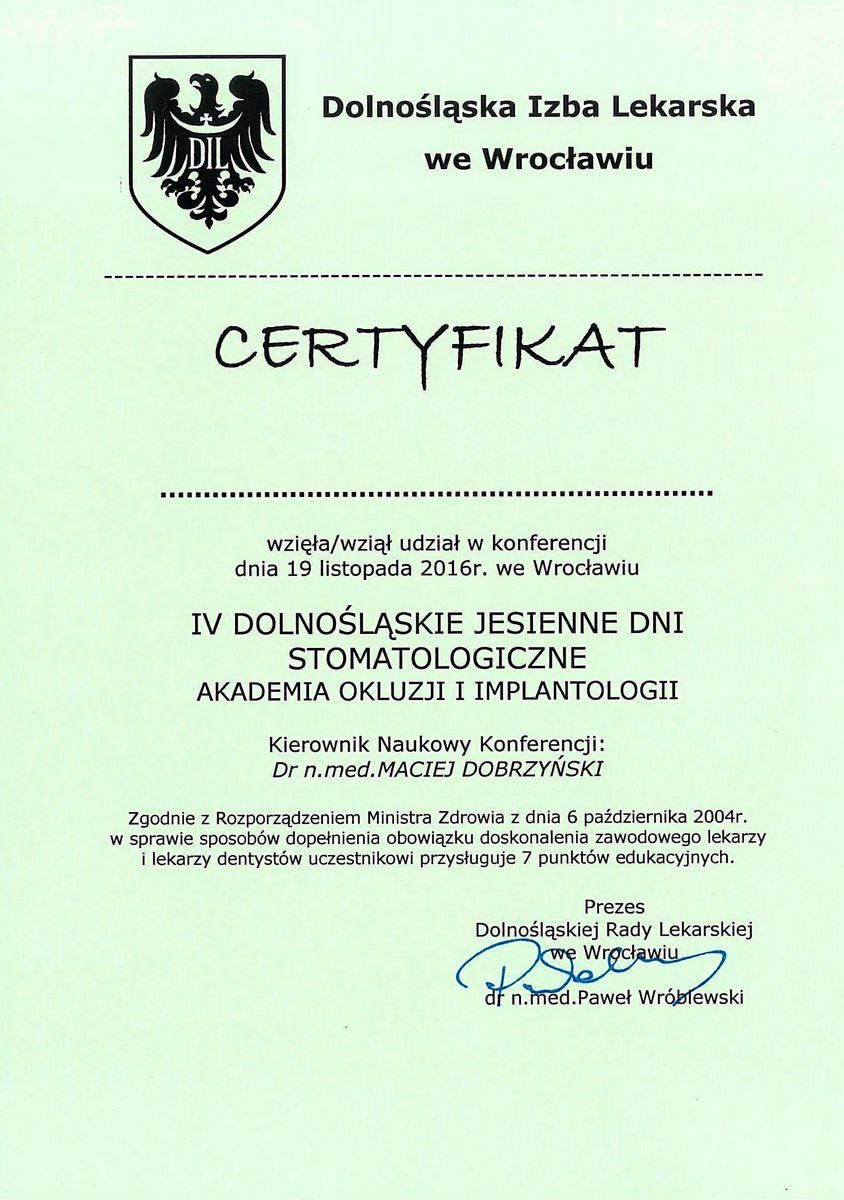 DIL
Dolnośląska Izba Lekarska
we Wrocławiu
CERTYFIKAT
wzięła/wziął udział w konferencji
dnia 19 listopada 2016r. we Wrocławiu
IV DOLNOŚLĄSKIE JESIENNE DNI
STOMATOLOGICZNE
AKADEMIA OKLUZJI I IMPLANTOLOGII
Kierownik Naukowy Konferencji:
Dr n.med.MACIEJ DOBRZYŃSKI
Zgodnie z Rozporządzeniem Ministra Zdrowia z dnia 6 października 2004r.
w sprawie sposobów dopełnienia obowiązku doskonalenia zawodowego lekarzy
i lekarzy dentystów uczestnikowi przysługuje 7 punktów edukacyjnych.
Prezes
Dolnośląskiej Rady Lekarskiej
we Wrocławiu
dr n.med.Paweł Wróblewski